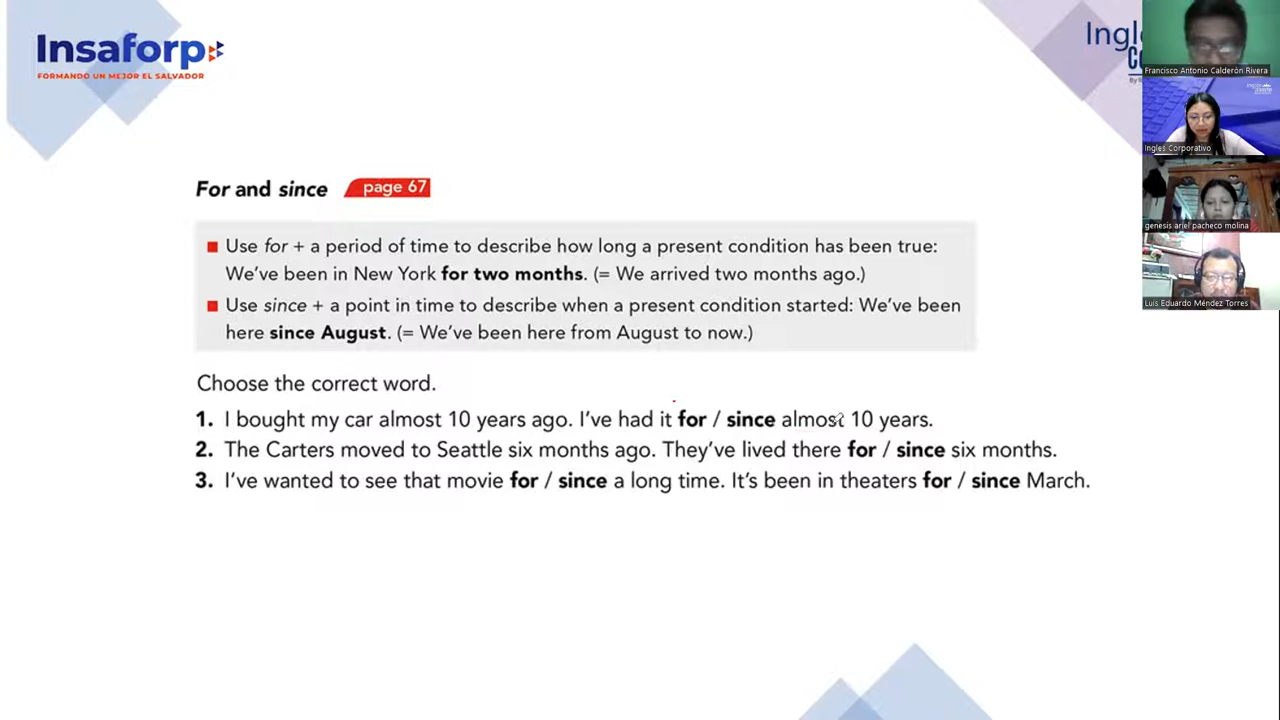 Insaforp
FORMANDO UN MEJOR EL SALVADOR
For and since page 67
■ Use for + a period of time to describe how long a present condition has been true:
We've been in New York for two months. (= We arrived two months ago.)
■ Use since + a point in time to describe when a present condition started: We've been
here since August. (= We've been here from August to now.)
Choose the correct word.
1. I bought my car almost 10 years ago. I've had it for / since almost 10 years.
2. The Carters moved to Seattle six months ago. They've lived there for / since six months.
3. I've wanted to see that movie for / since a long time. It's been in theaters for / since March.
Francisco Antonio Calderón Rivera
Ingles Corporativo
genesis ariel pacheco molina
Luis Eduardo Méndez Torres